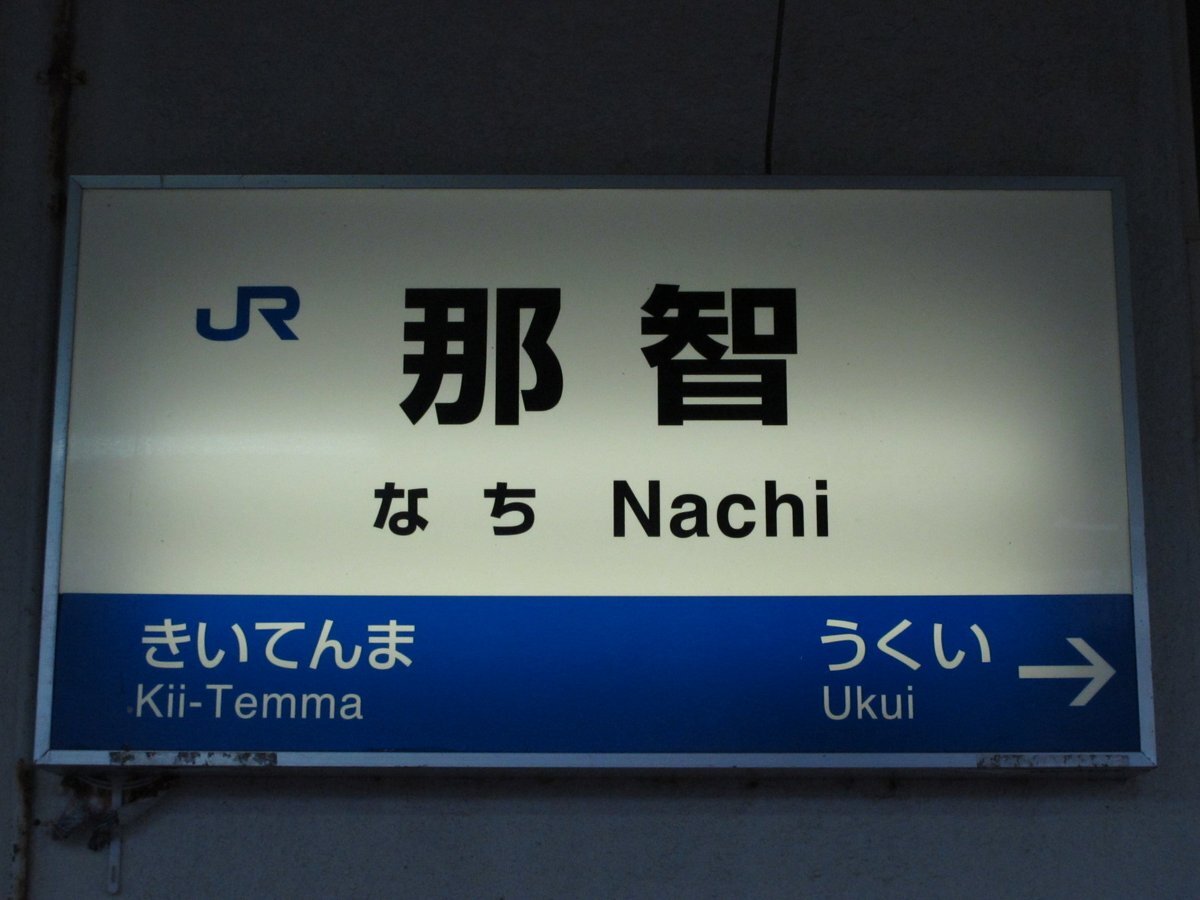 JR 那智
なち Nachi
きいてんま うくい →
Kii-Temma Ukui